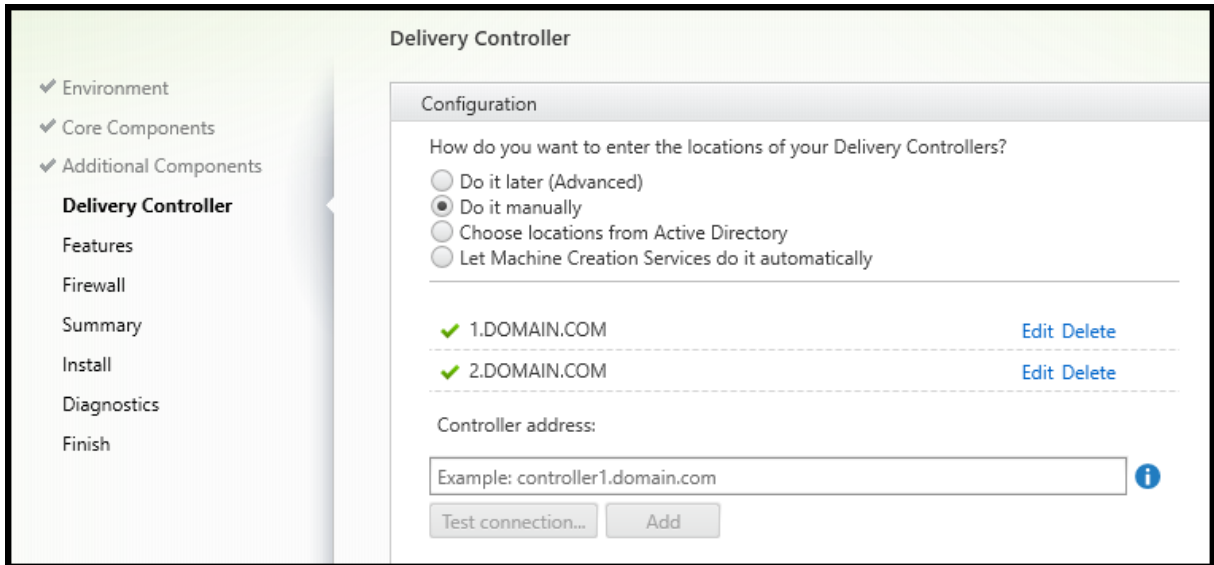 Delivery Controller
Environment
Core Components
Additional Components
Delivery Controller
Features
Firewall
Summary
Install
Diagnostics
Finish
Configuration
How do you want to enter the locations of your Delivery Controllers?
Do it later (Advanced)
Do it manually
Choose locations from Active Directory
Let Machine Creation Services do it automatically
1.DOMAIN.COM Edit Delete
2.DOMAIN.COM Edit Delete
Controller address:
Example: controller1.domain.com
Test connection... Add